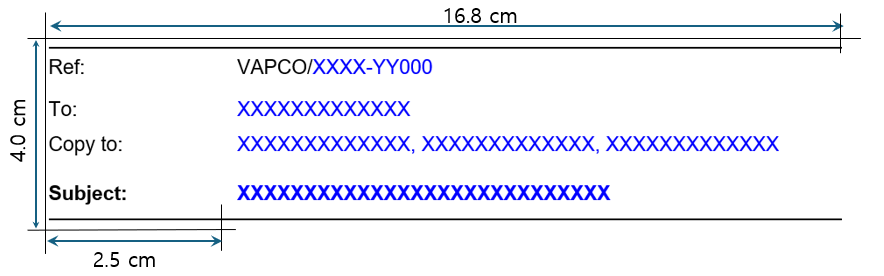 16.8 cm
Ref: VAPCO/XXXX-YY000
To: XXXXXXXXXXXXX
Copy to: XXXXXXXXXXXXX, XXXXXXXXXXXXX, XXXXXXXXXXXXX
4.0 cm
Subject: XXXXXXXXXXXXXXXXXXXXXXXXXXXX
2.5 cm